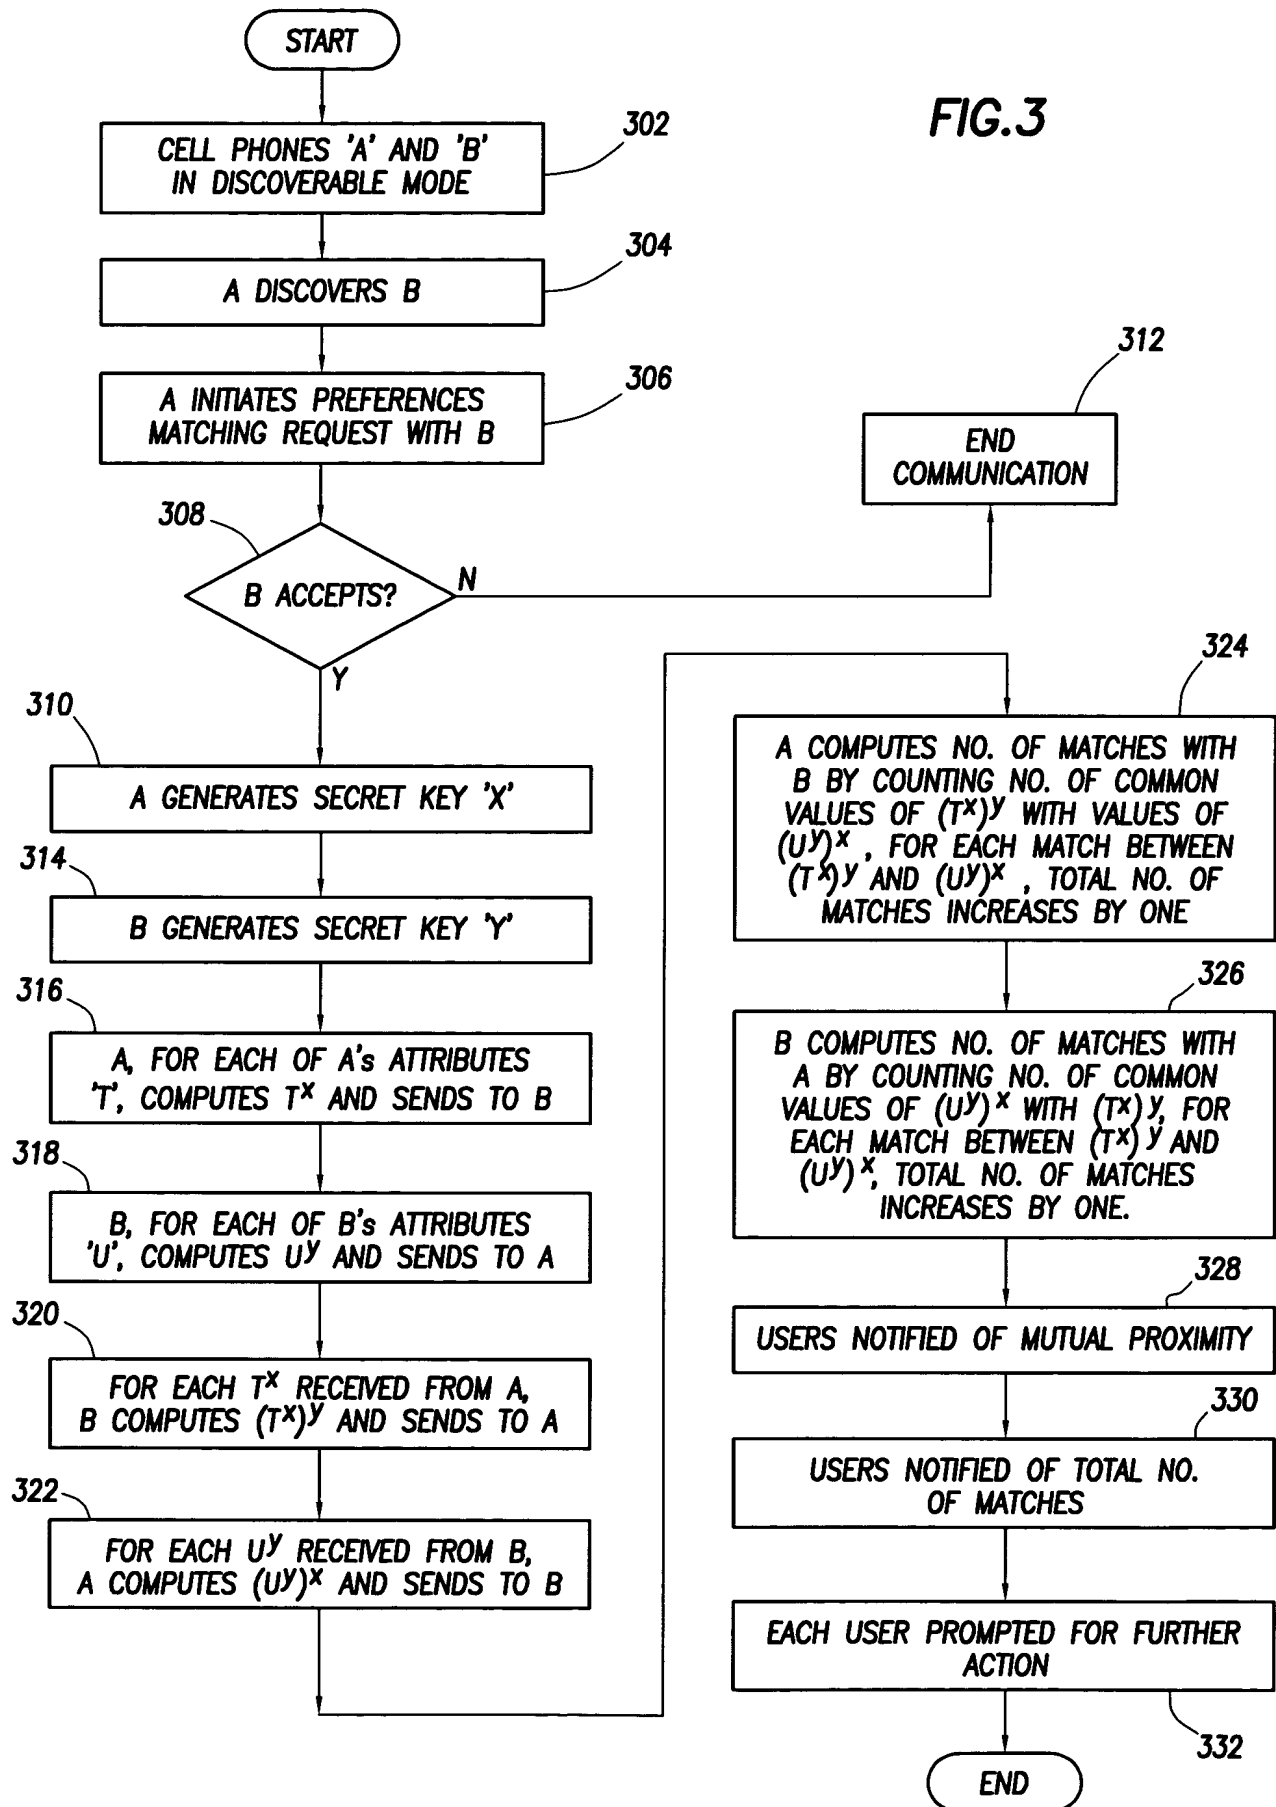 START
FIG.3
302
CELL PHONES 'A' AND 'B'
IN DISCOVERABLE MODE
304
A DISCOVERS B
306
A INITIATES PREFERENCES
MATCHING REQUEST WITH B
312
END
COMMUNICATION
308
B ACCEPTS?
N
Y
310
A GENERATES SECRET KEY 'X'
314
B GENERATES SECRET KEY 'Y'
316
A, FOR EACH OF A's ATTRIBUTES
'T', COMPUTES T^X AND SENDS TO B
318
B, FOR EACH OF B's ATTRIBUTES
'U', COMPUTES U^y AND SENDS TO A
320
FOR EACH T^X RECEIVED FROM A,
B COMPUTES (T^X)^y AND SENDS TO A
322
FOR EACH U^y RECEIVED FROM B,
A COMPUTES (U^y)^X AND SENDS TO B
324
A COMPUTES NO. OF MATCHES WITH
B BY COUNTING NO. OF COMMON
VALUES OF (T^X)^y WITH VALUES OF
(U^y)^X , FOR EACH MATCH BETWEEN
(T^X)^y AND (U^y)^X , TOTAL NO. OF
MATCHES INCREASES BY ONE
326
B COMPUTES NO. OF MATCHES WITH
A BY COUNTING NO. OF COMMON
VALUES OF (U^y)^X WITH (T^X)^y, FOR
EACH MATCH BETWEEN (T^X)^y AND
(U^y)^X, TOTAL NO. OF MATCHES
INCREASES BY ONE.
328
USERS NOTIFIED OF MUTUAL PROXIMITY
330
USERS NOTIFIED OF TOTAL NO.
OF MATCHES
EACH USER PROMPTED FOR FURTHER
ACTION
332
END